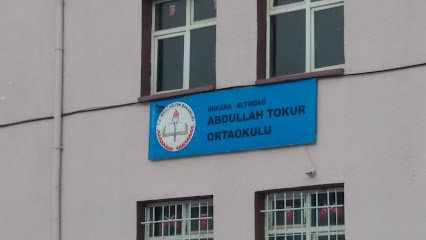 ANKARA - ALTINDAĞ
ABDULLAH TOKUR
ORTAOKULU